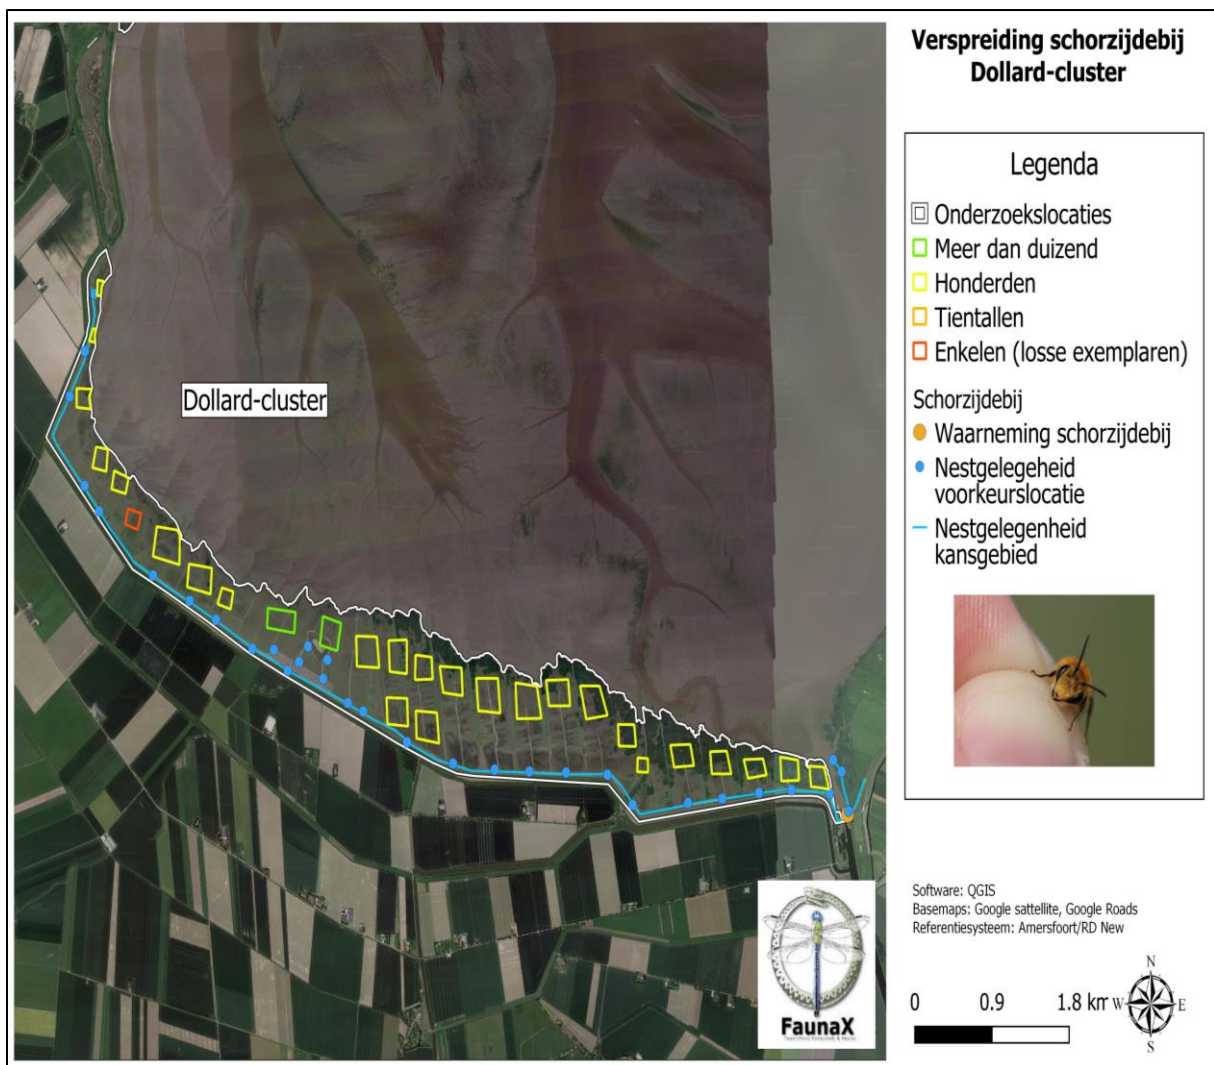 Verspreiding schorzijdebij
Dollard-cluster
Legenda
Onderzoekslocaties
Meer dan duizend
Honderden
Tientallen
Enkelen (losse exemplaren)
Schorzijdebij
Waarneming schorzijdebij
Nestgelegeheid
voorkeurslocatie
Nestgelegenheid
kansgebied
Dollard-cluster
Software: QGIS
Basemaps: Google sattellite, Google Roads
Referentiesysteem: Amersfoort/RD New
0 0.9 1.8 km
N
W E
S
FaunaX